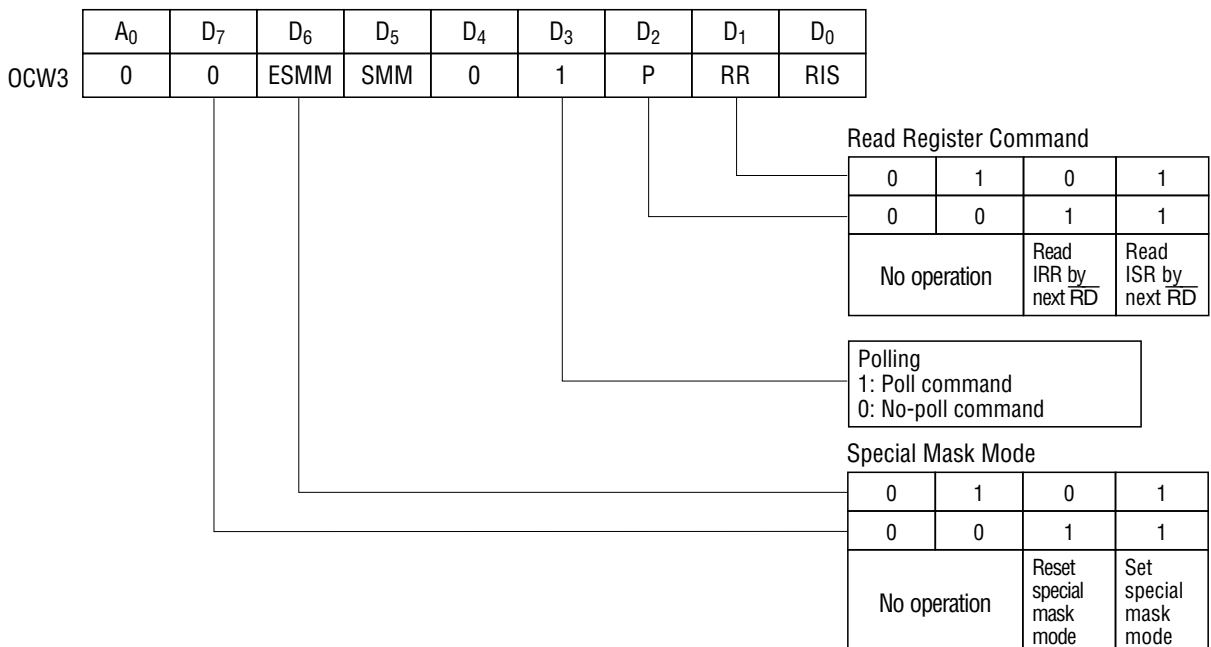 A0 D7 D6 D5 D4 D3 D2 D1 D0
OCW3 0 0 ESMM SMM 0 1 P RR RIS
Read Register Command
0 1 0 1
0 0 1 1
No operation
Read
IRR by
next RD
Read
ISR by
next RD
Polling
1: Poll command
0: No-poll command
Special Mask Mode
0 1 0 1
0 0 1 1
No operation
Reset
special
mask
mode
Set
special
mask
mode